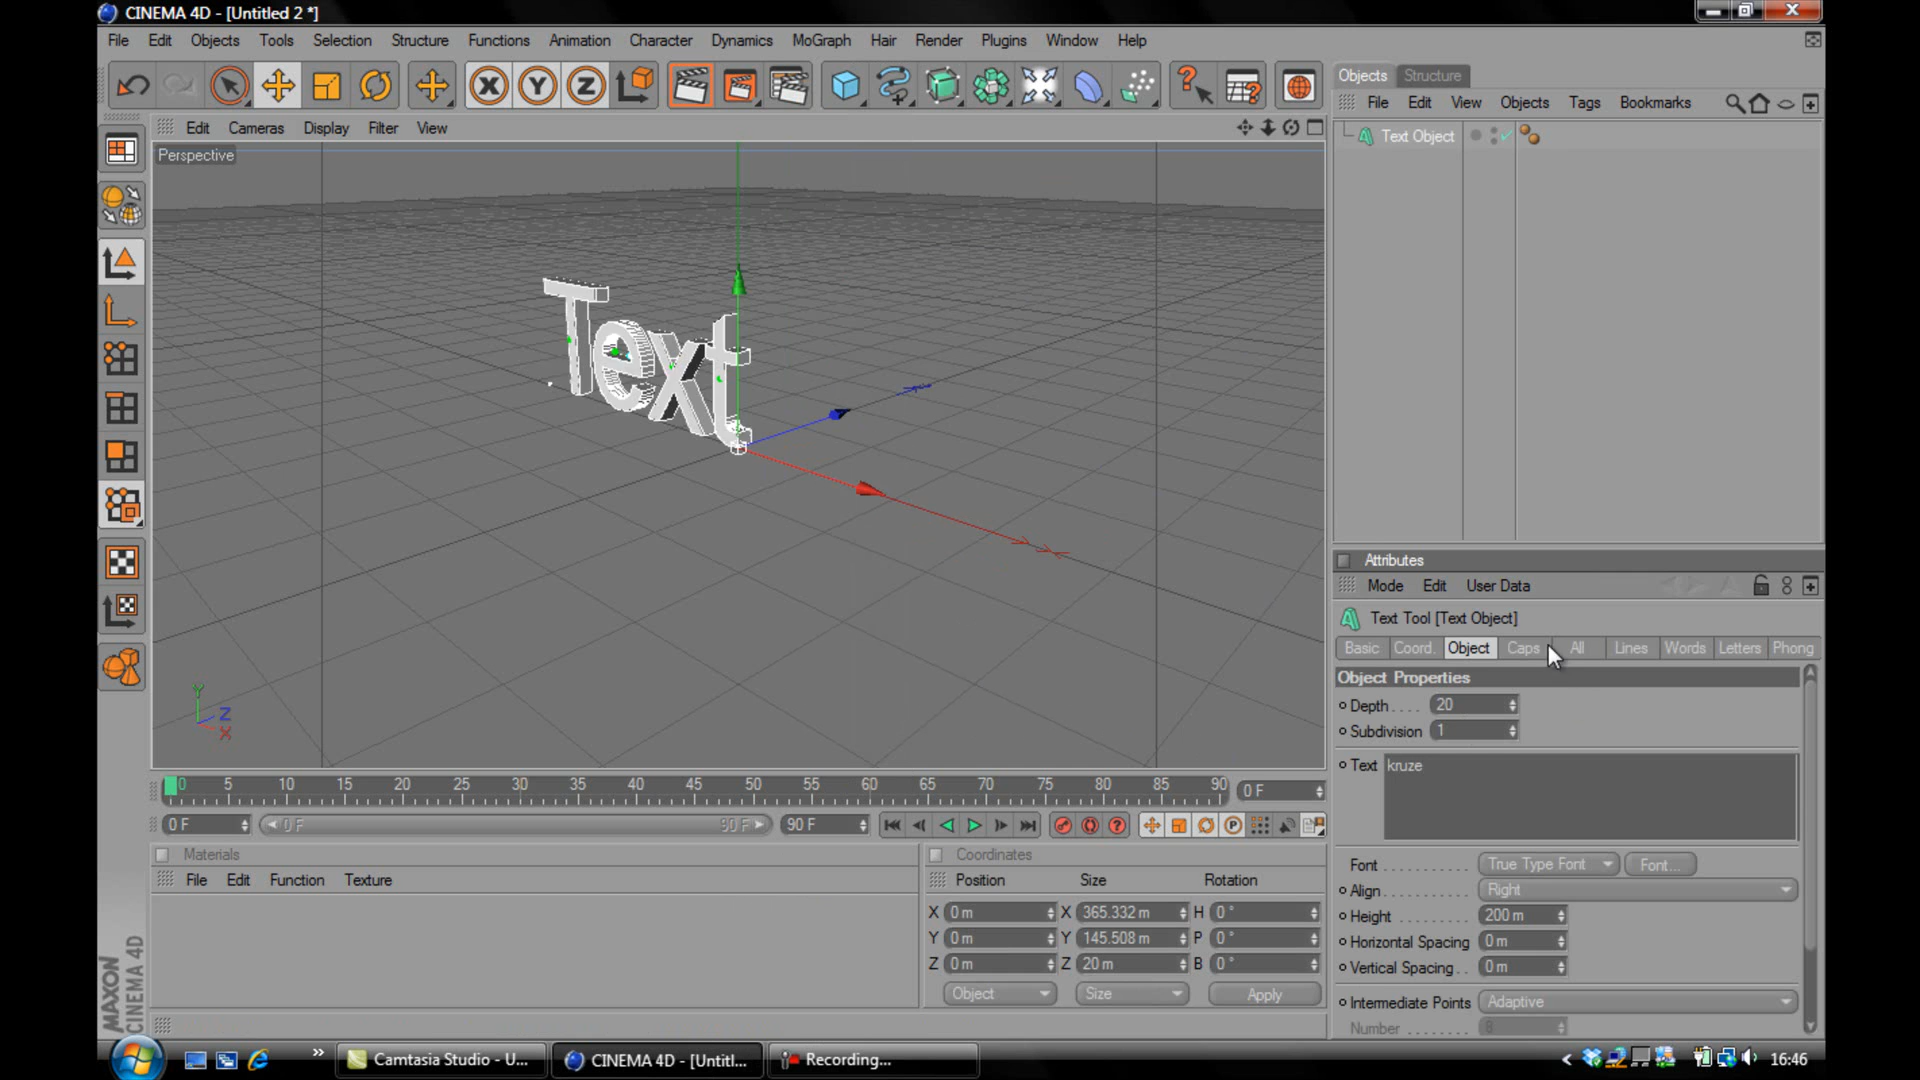 CINEMA 4D - [Untitled 2 *]
File Edit Objects Tools Selection Structure Functions Animation Character Dynamics MoGraph Hair Render Plugins Window Help
Objects Structure
File Edit View Objects Tags Bookmarks
Text Object
Edit Cameras Display Filter View
Perspective
Text
Y
Z
X
Attributes
Mode Edit User Data
Text Tool [Text Object]
Basic Coord. Object Caps All Lines Words Letters Phong
Object Properties
Depth . . . . 20
Subdivision 1
Text kruze
Font . . . . . . . . . . . True Type Font Font...
Align . . . . . . . . . . . Right
Height . . . . . . . . 200 m
Horizontal Spacing 0 m
Vertical Spacing . . 0 m
Intermediate Points Adaptive
Number . . . . . . . . 8
0 5 10 15 20 25 30 35 40 45 50 55 60 65 70 75 80 85 90 0 F
0 F 0 F 90 F 90 F
Materials
File Edit Function Texture
Coordinates
Position Size Rotation
X 0 m X 365.332 m H 0 °
Y 0 m Y 145.508 m P 0 °
Z 0 m Z 20 m B 0 °
Object Size Apply
MAXON
CINEMA 4D
Camtasia Studio - U... CINEMA 4D - [Untitl... Recording... 16:46